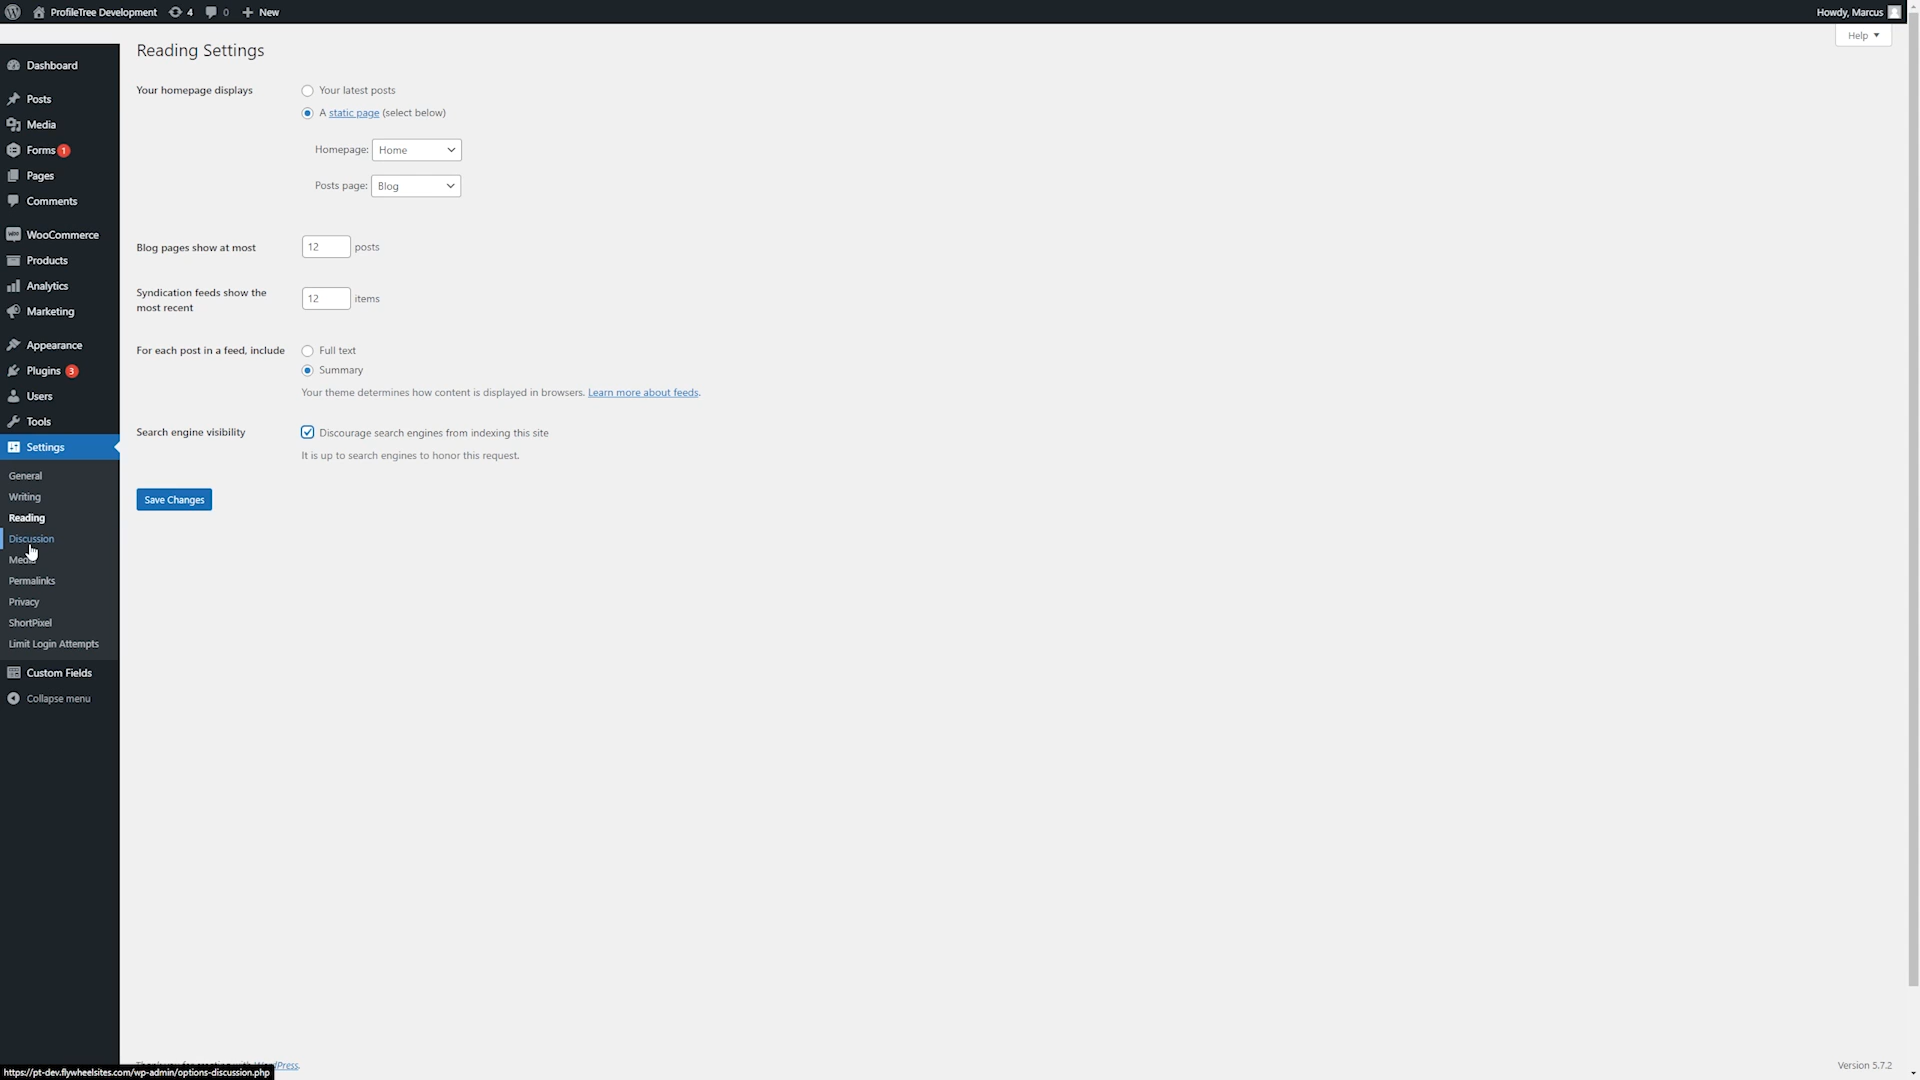 ProfileTree Development 4 0 New
Howdy, Marcus
Help
Dashboard
Posts
Media
Forms 1
Pages
Comments
WooCommerce
Products
Analytics
Marketing
Appearance
Plugins 3
Users
Tools
Settings
General
Writing
Reading
Discussion
Media
Permalinks
Privacy
ShortPixel
Limit Login Attempts
Custom Fields
Collapse menu
Reading Settings
Your homepage displays
Your latest posts
A static page (select below)
Homepage: Home
Posts page: Blog
Blog pages show at most 12 posts
Syndication feeds show the
most recent
12 items
For each post in a feed, include
Full text
Summary
Your theme determines how content is displayed in browsers. Learn more about feeds.
Search engine visibility
Discourage search engines from indexing this site
It is up to search engines to honor this request.
Save Changes
Version 5.7.2
https://pt-dev.flywheelsites.com/wp-admin/options-discussion.php